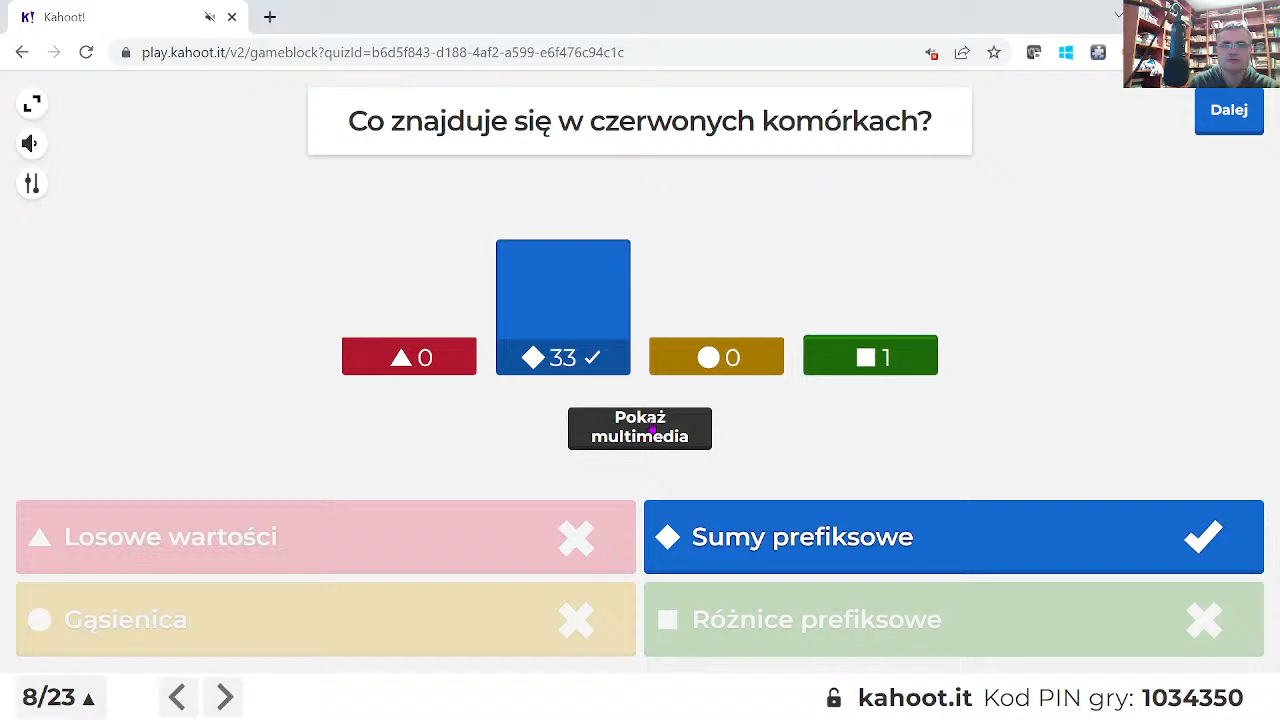 K! Kahoot!
play.kahoot.it/v2/gameblock?quizId=b6d5f843-d188-4af2-a599-e6f476c94c1c
Co znajduje się w czerwonych komórkach?
Dalej
0
33
0
1
Pokaż
multimedia
Losowe wartości
Sumy prefiksowe
Gąsienica
Różnice prefiksowe
8/23
kahoot.it Kod PIN gry: 1034350